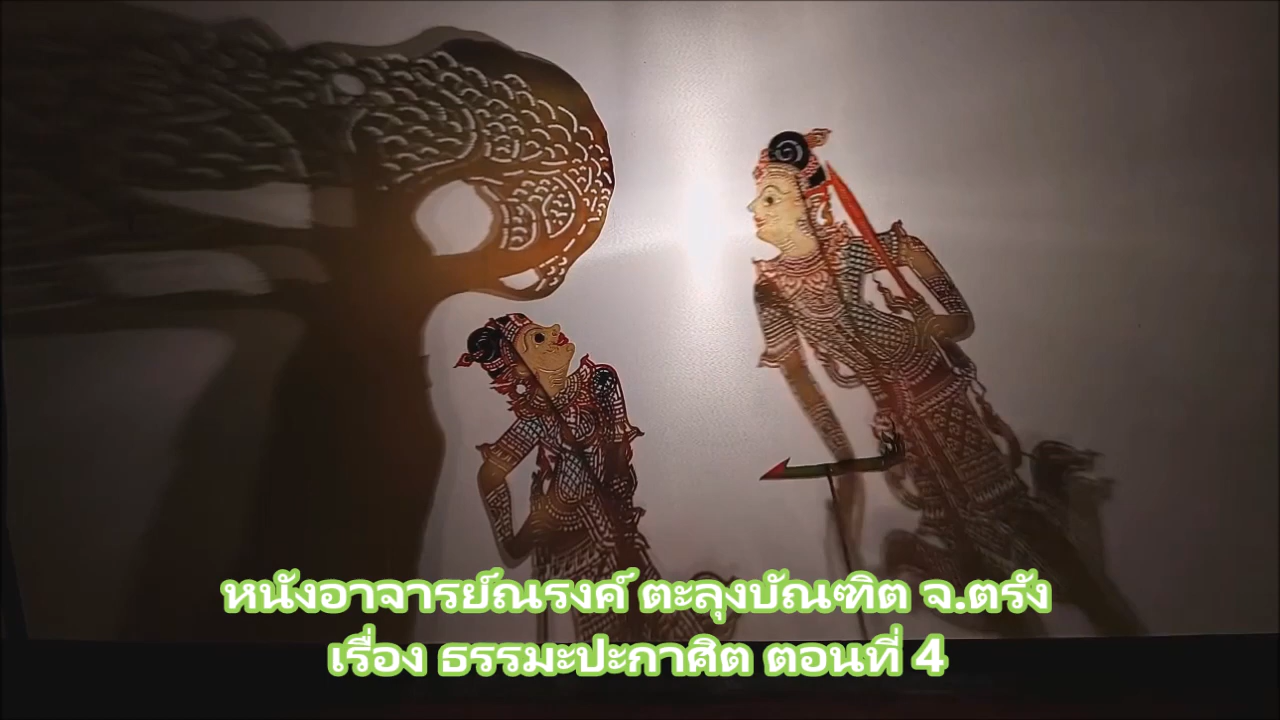 หนังอาจารย์ณรงค์ ตะลุงบัณฑิต จ.ตรัง
เรื่อง ธรรมะปะกาศิต ตอนที่ 4